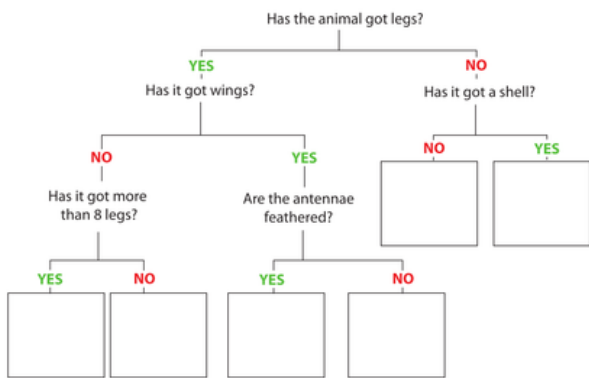 Has the animal got legs?
YES
NO
Has it got wings?
Has it got a shell?
NO
YES
NO
YES
Has it got more
than 8 legs?
Are the antennae
feathered?
YES
NO
YES
NO